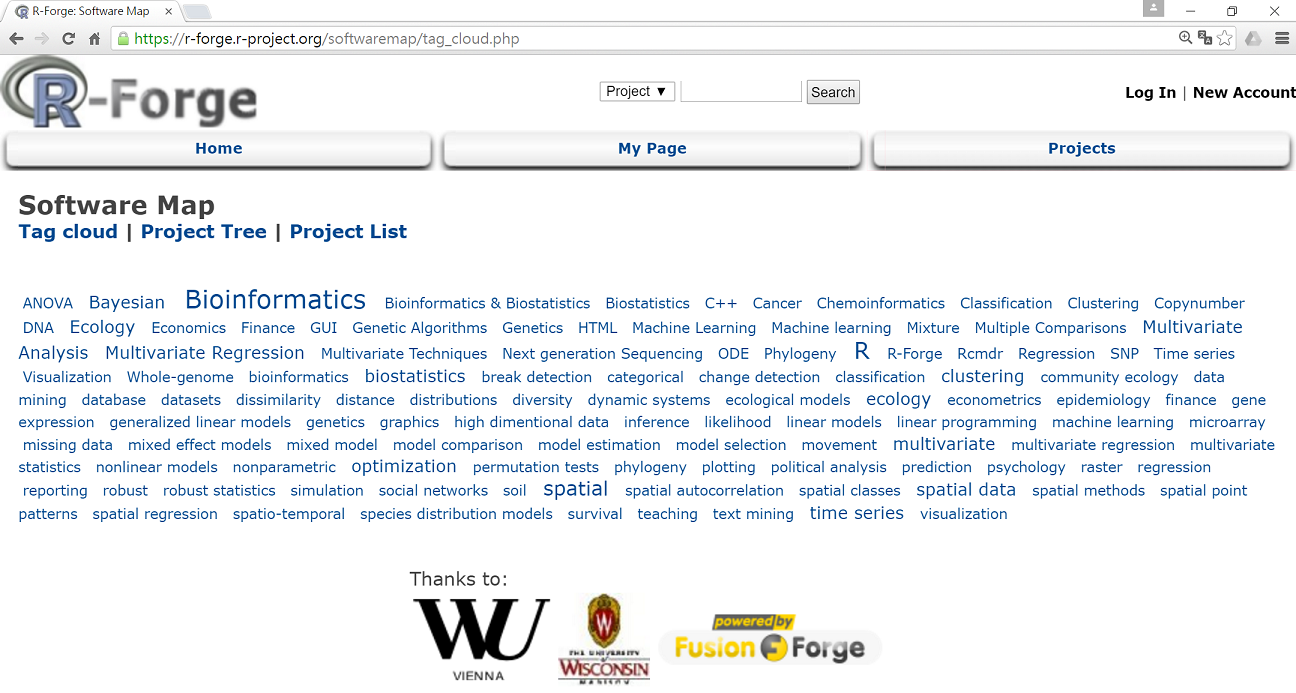 R-Forge: Software Map
https://r-forge.r-project.org/softwaremap/tag_cloud.php
R-Forge
Project ▼ Search
Log In | New Account
Home My Page Projects
Software Map
Tag cloud | Project Tree | Project List
ANOVA Bayesian Bioinformatics Bioinformatics & Biostatistics Biostatistics C++ Cancer Chemoinformatics Classification Clustering Copynumber
DNA Ecology Economics Finance GUI Genetic Algorithms Genetics HTML Machine Learning Machine learning Mixture Multiple Comparisons Multivariate
Analysis Multivariate Regression Multivariate Techniques Next generation Sequencing ODE Phylogeny R R-Forge Rcmdr Regression SNP Time series
Visualization Whole-genome bioinformatics biostatistics break detection categorical change detection classification clustering community ecology data
mining database datasets dissimilarity distance distributions diversity dynamic systems ecological models ecology econometrics epidemiology finance gene
expression generalized linear models genetics graphics high dimentional data inference likelihood linear models linear programming machine learning microarray
missing data mixed effect models mixed model model comparison model estimation model selection movement multivariate multivariate regression multivariate
statistics nonlinear models nonparametric optimization permutation tests phylogeny plotting political analysis prediction psychology raster regression
reporting robust robust statistics simulation social networks soil spatial spatial autocorrelation spatial classes spatial data spatial methods spatial point
patterns spatial regression spatio-temporal species distribution models survival teaching text mining time series visualization
Thanks to:
WU
VIENNA
THE UNIVERSITY
of
WISCONSIN
MADISON
powered by
FusionForge